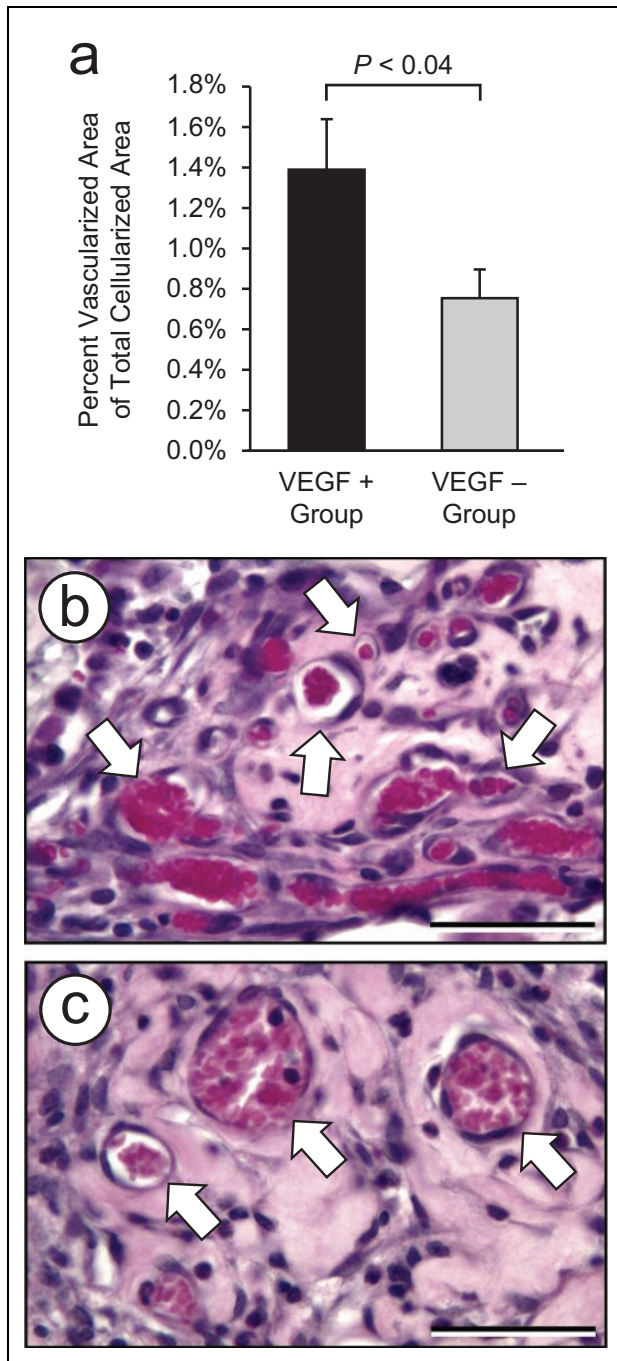 a
P < 0.04
Percent Vascularized Area
of Total Cellularized Area
1.8%
1.6%
1.4%
1.2%
1.0%
0.8%
0.6%
0.4%
0.2%
0.0%
VEGF +
Group
VEGF –
Group
b
c